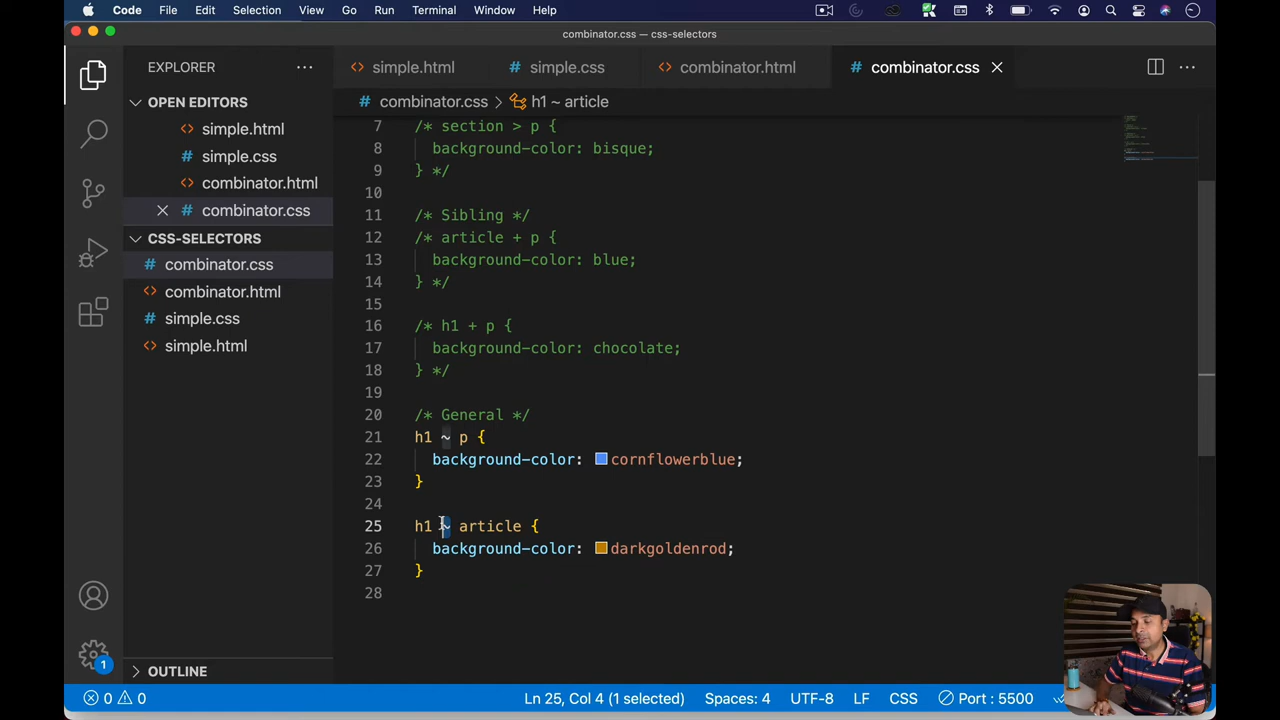 Code File Edit Selection View Go Run Terminal Window Help
combinator.css — css-selectors
EXPLORER
simple.html
simple.css
combinator.html
combinator.css
OPEN EDITORS
simple.html
simple.css
combinator.html
combinator.css
CSS-SELECTORS
combinator.css
combinator.html
simple.css
simple.html
OUTLINE
combinator.css > h1 ~ article
7 /* section > p {
8 background-color: bisque;
9 } */
10
11 /* Sibling */
12 /* article + p {
13 background-color: blue;
14 } */
15
16 /* h1 + p {
17 background-color: chocolate;
18 } */
19
20 /* General */
21 h1 ~ p {
22 background-color: cornflowerblue;
23 }
24
25 h1 ~ article {
26 background-color: darkgoldenrod;
27 }
28
1
0 0 Ln 25, Col 4 (1 selected) Spaces: 4 UTF-8 LF CSS Port : 5500